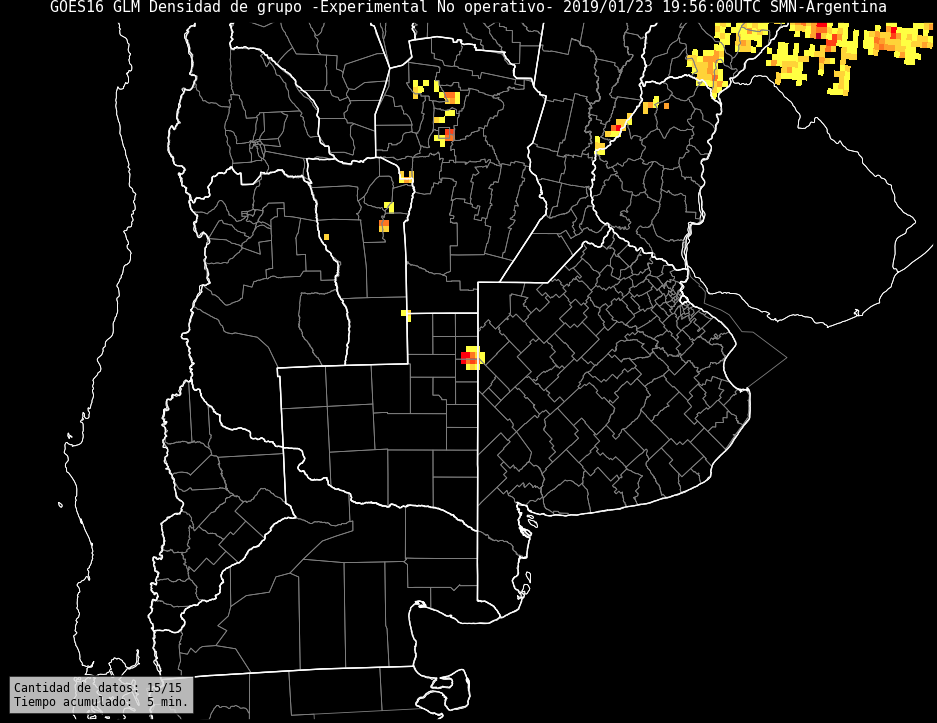 GOES16 GLM Densidad de grupo -Experimental No operativo- 2019/01/23 19:56:00UTC SMN-Argentina
Cantidad de datos: 15/15
Tiempo acumulado:  5 min.